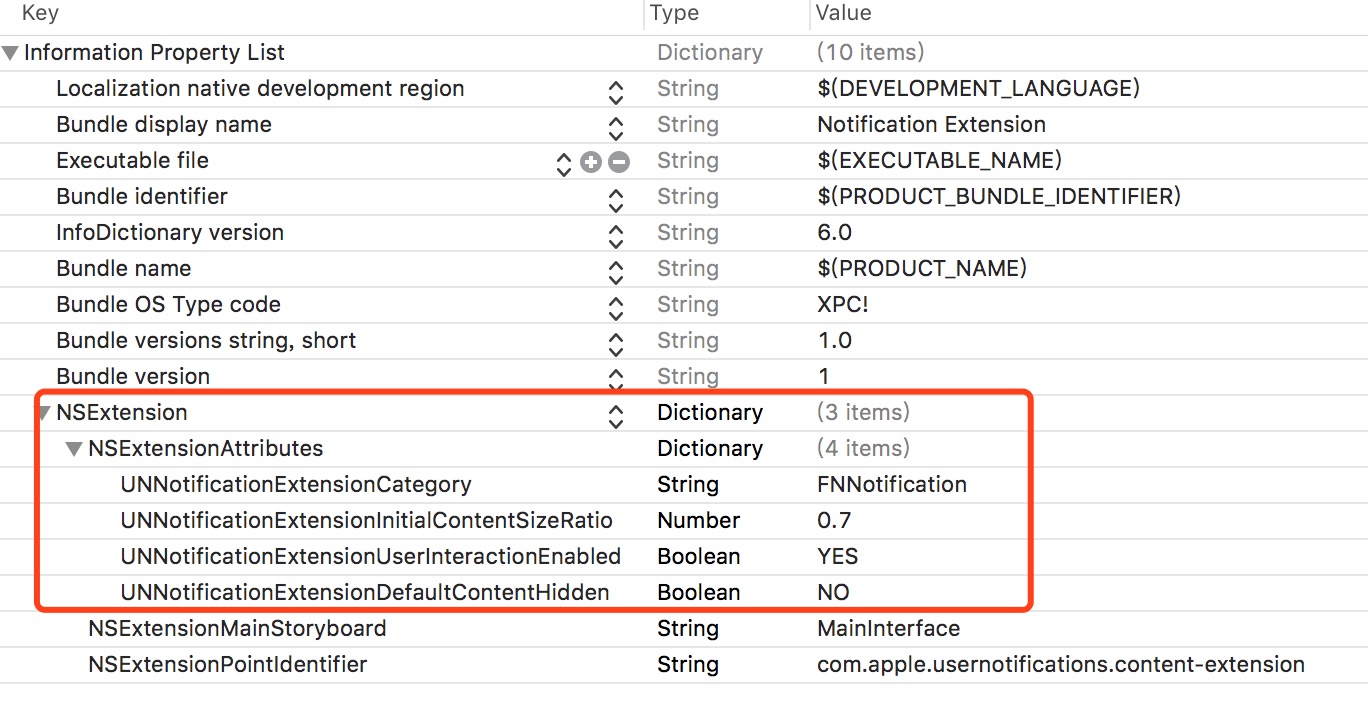 Key Type Value
Information Property List Dictionary (10 items)
Localization native development region String $(DEVELOPMENT_LANGUAGE)
Bundle display name String Notification Extension
Executable file String $(EXECUTABLE_NAME)
Bundle identifier String $(PRODUCT_BUNDLE_IDENTIFIER)
InfoDictionary version String 6.0
Bundle name String $(PRODUCT_NAME)
Bundle OS Type code String XPC!
Bundle versions string, short String 1.0
Bundle version String 1
NSExtension Dictionary (3 items)
NSExtensionAttributes Dictionary (4 items)
UNNotificationExtensionCategory String FNNotification
UNNotificationExtensionInitialContentSizeRatio Number 0.7
UNNotificationExtensionUserInteractionEnabled Boolean YES
UNNotificationExtensionDefaultContentHidden Boolean NO
NSExtensionMainStoryboard String MainInterface
NSExtensionPointIdentifier String com.apple.usernotifications.content-extension